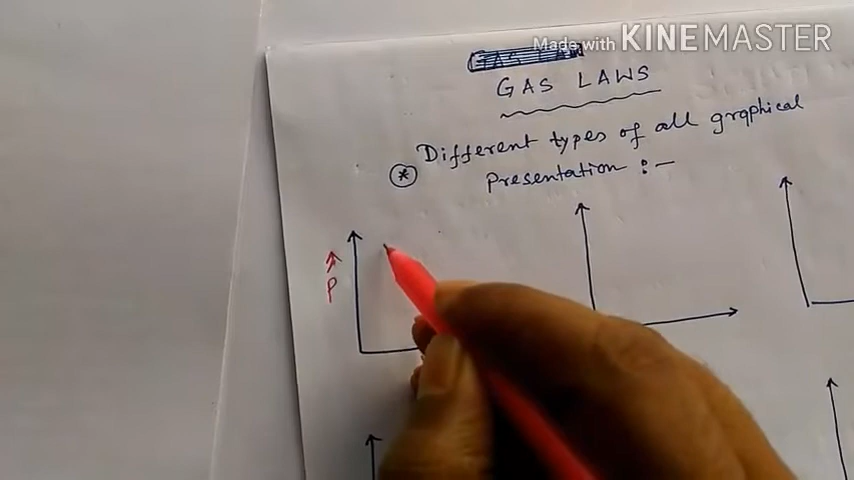 Made with KINEMASTER
GAS LAWS
* Different types of all graphical
presentation :-
P